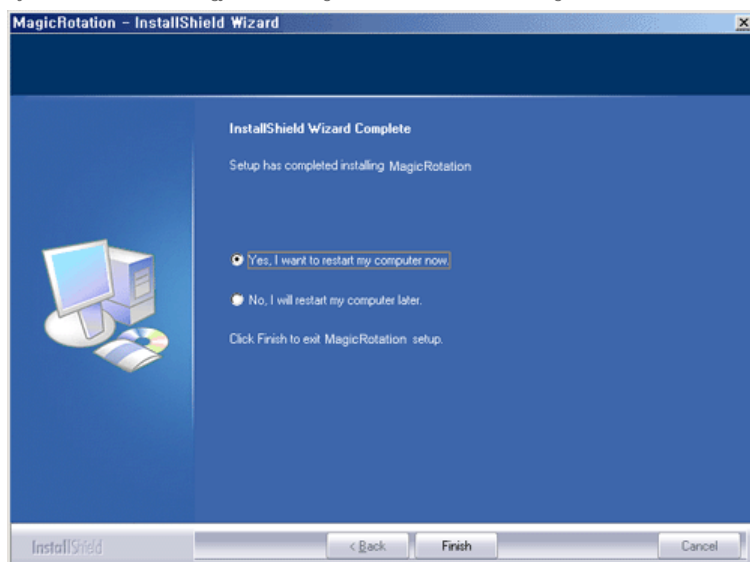 MagicRotation - InstallShield Wizard
InstallShield Wizard Complete
Setup has completed installing MagicRotation
Yes, I want to restart my computer now.
No, I will restart my computer later.
Click Finish to exit MagicRotation setup.
InstallShield
< Back Finish Cancel